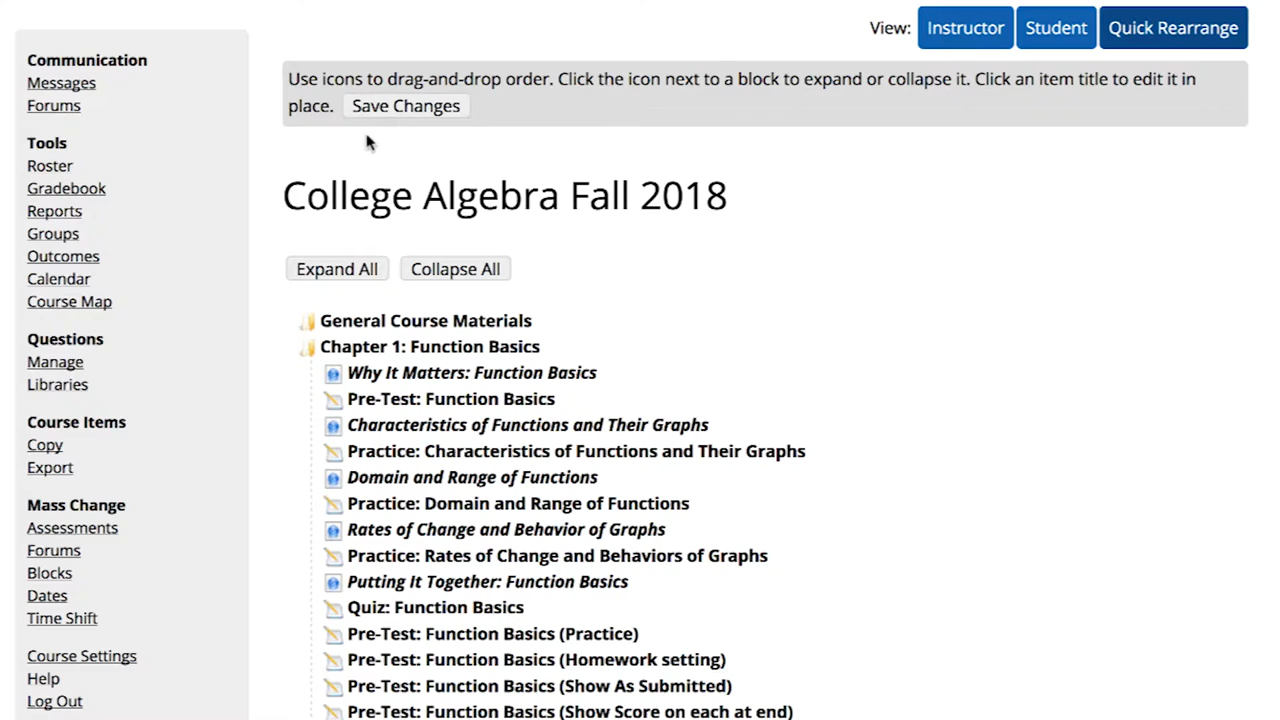 View: Instructor Student Quick Rearrange
Communication
Messages
Forums
Tools
Roster
Gradebook
Reports
Groups
Outcomes
Calendar
Course Map
Questions
Manage
Libraries
Course Items
Copy
Export
Mass Change
Assessments
Forums
Blocks
Dates
Time Shift
Course Settings
Help
Log Out
Use icons to drag-and-drop order. Click the icon next to a block to expand or collapse it. Click an item title to edit it in
place. Save Changes
College Algebra Fall 2018
Expand All Collapse All
General Course Materials
Chapter 1: Function Basics
Why It Matters: Function Basics
Pre-Test: Function Basics
Characteristics of Functions and Their Graphs
Practice: Characteristics of Functions and Their Graphs
Domain and Range of Functions
Practice: Domain and Range of Functions
Rates of Change and Behavior of Graphs
Practice: Rates of Change and Behaviors of Graphs
Putting It Together: Function Basics
Quiz: Function Basics
Pre-Test: Function Basics (Practice)
Pre-Test: Function Basics (Homework setting)
Pre-Test: Function Basics (Show As Submitted)
Pre-Test: Function Basics (Show Score on each at end)